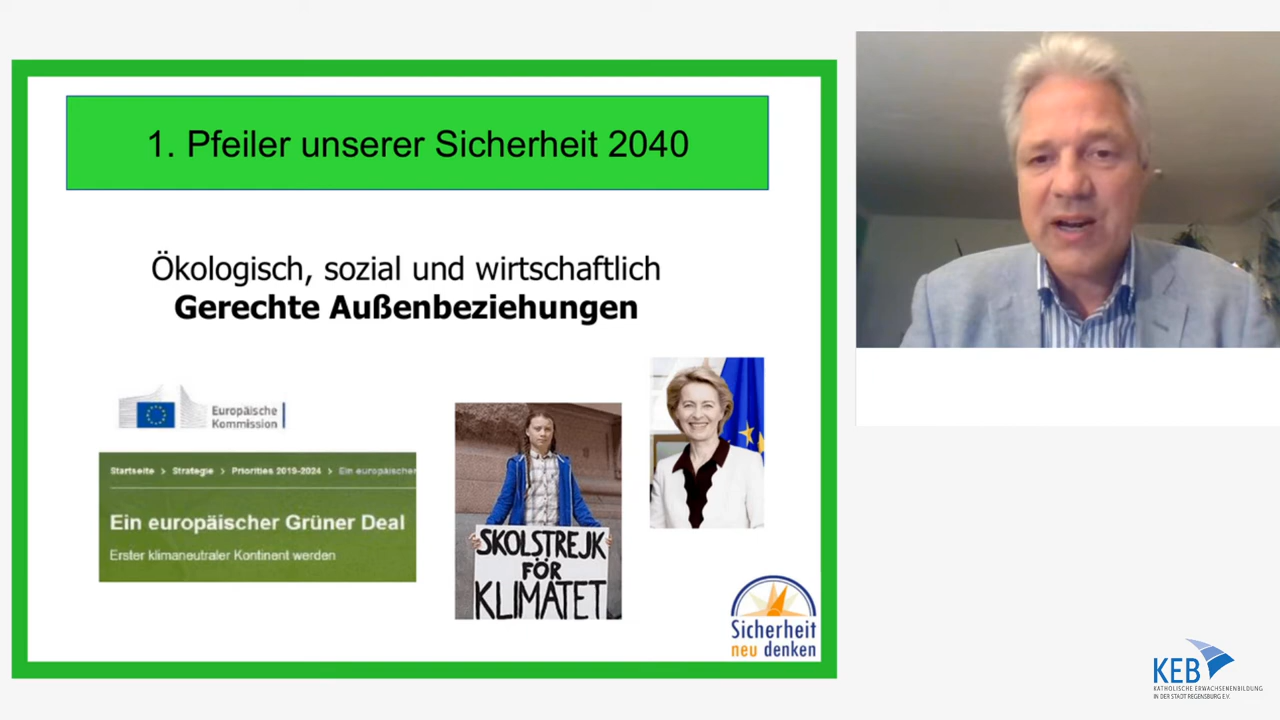 1. Pfeiler unserer Sicherheit 2040
Ökologisch, sozial und wirtschaftlich
Gerechte Außenbeziehungen
Europäische
Kommission
Startseite > Strategie > Priorities 2019-2024 > Ein europäischer
Ein europäischer Grüner Deal
Erster klimaneutraler Kontinent werden
SKOLSTREJK
FÖR
KLIMATET
Sicherheit
neu denken
KEB
KATHOLISCHE ERWACHSENENBILDUNG
IN DER STADT REGENSBURG E.V.